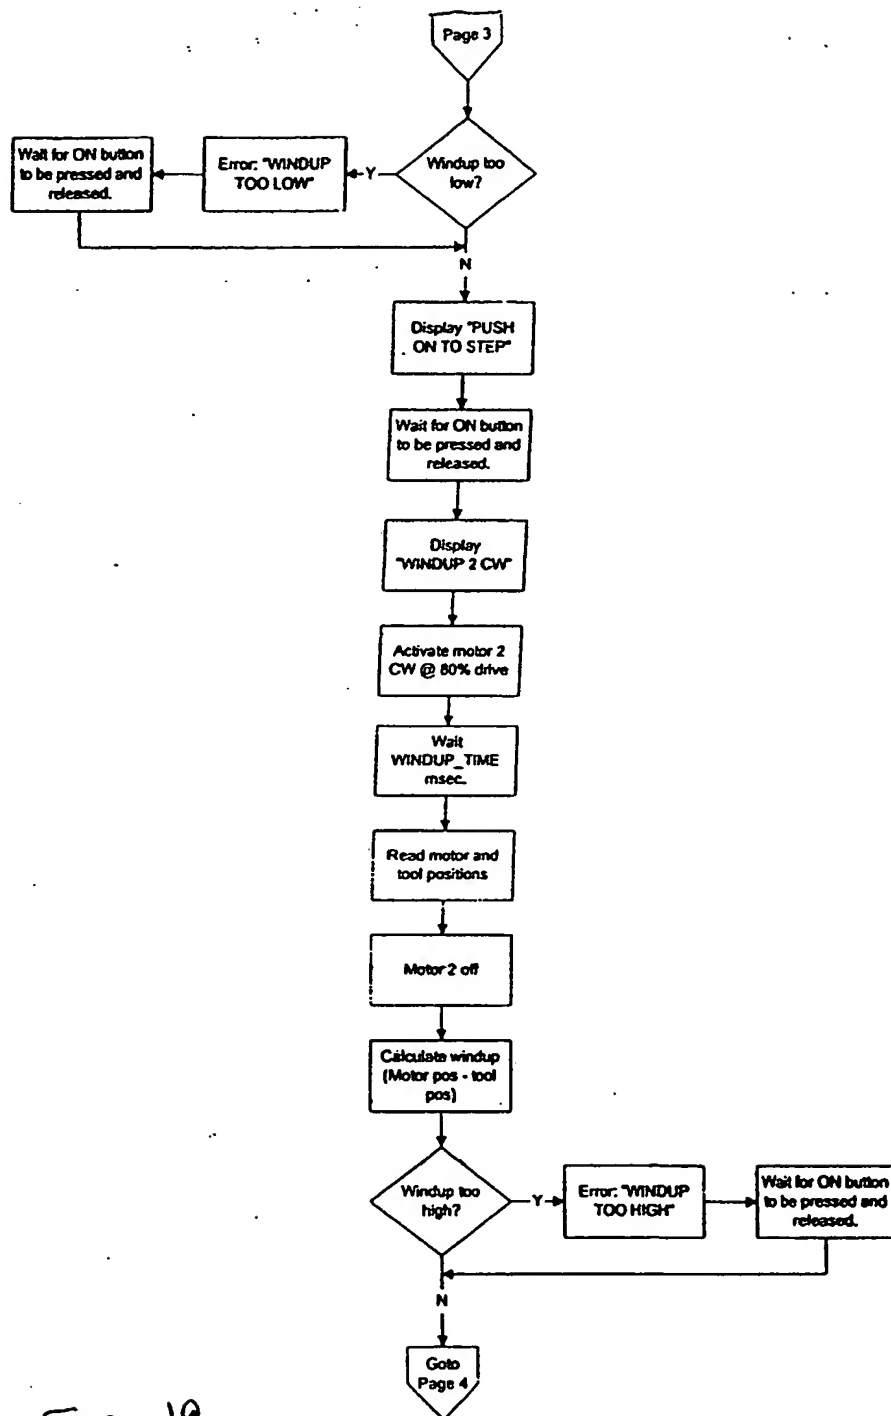 Page 3
Windup too
low?
Y
Error: "WINDUP
TOO LOW"
Wait for ON button
to be pressed and
released.
N
Display "PUSH
ON TO STEP"
Wait for ON button
to be pressed and
released.
Display
"WINDUP 2 CW"
Activate motor 2
CW @ 80% drive
Wait
WINDUP_TIME
msec.
Read motor and
tool positions
Motor 2 off
Calculate windup
(Motor pos - tool
pos)
Windup too
high?
Y
Error: "WINDUP
TOO HIGH"
Wait for ON button
to be pressed and
released.
N
Goto
Page 4